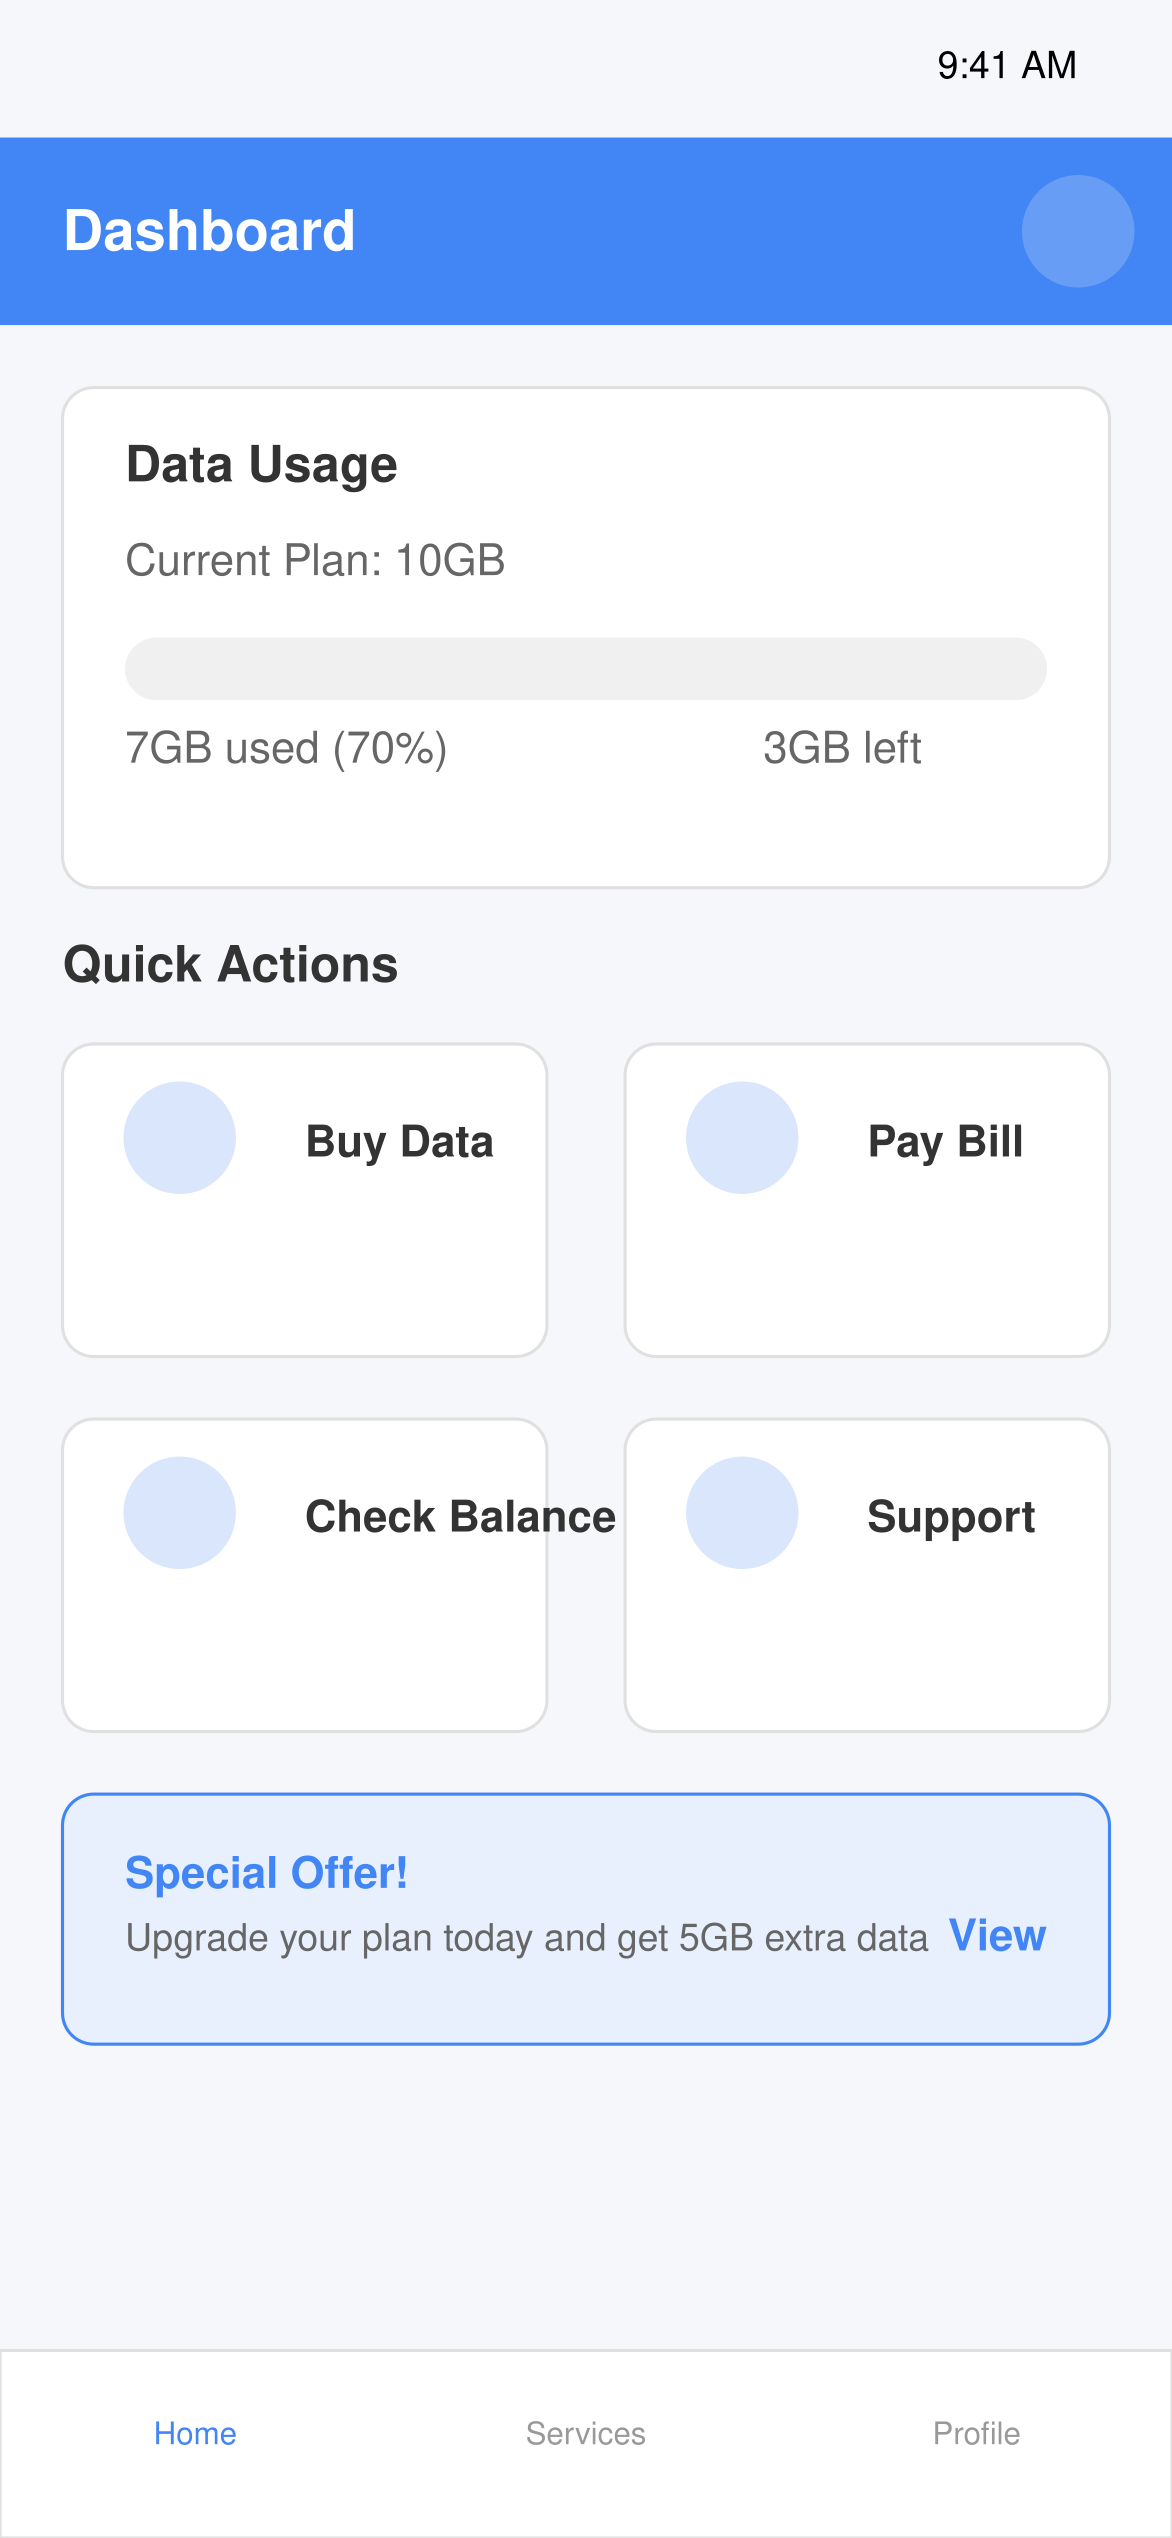 9:41 AM
Dashboard
Data Usage
Current Plan: 10GB
7GB used (70%) 3GB left
Quick Actions
Buy Data Pay Bill
Check Balance Support
Special Offer!
Upgrade your plan today and get 5GB extra data View
Home Services Profile